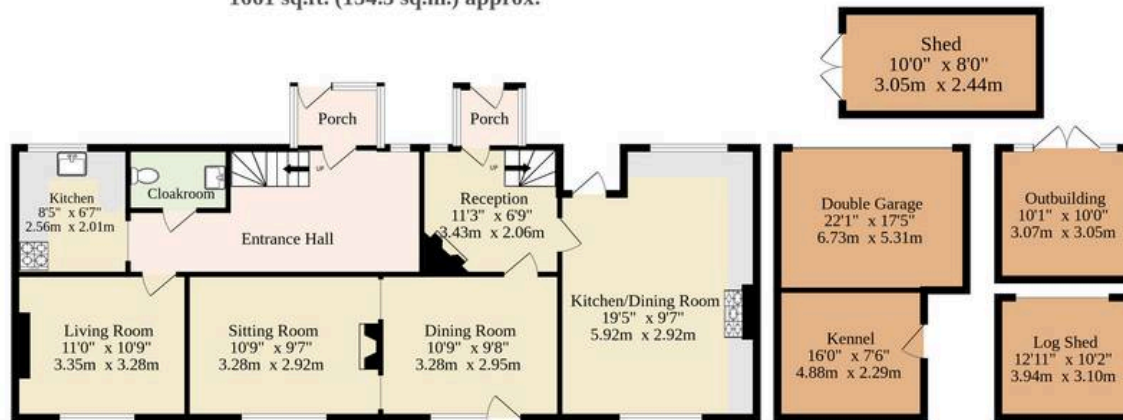 1661 sq.ft. (154.3 sq.m.) approx.
Shed
10'0" x 8'0"
3.05m x 2.44m
Porch
Porch
Kitchen
8'5" x 6'7"
2.56m x 2.01m
Cloakroom
UP
Entrance Hall
UP
Reception
11'3" x 6'9"
3.43m x 2.06m
Double Garage
22'1" x 17'5"
6.73m x 5.31m
Outbuilding
10'1" x 10'0"
3.07m x 3.05m
Living Room
11'0" x 10'9"
3.35m x 3.28m
Sitting Room
10'9" x 9'7"
3.28m x 2.92m
Dining Room
10'9" x 9'8"
3.28m x 2.95m
Kitchen/Dining Room
19'5" x 9'7"
5.92m x 2.92m
Kennel
16'0" x 7'6"
4.88m x 2.29m
Log Shed
12'11" x 10'2"
3.94m x 3.10m